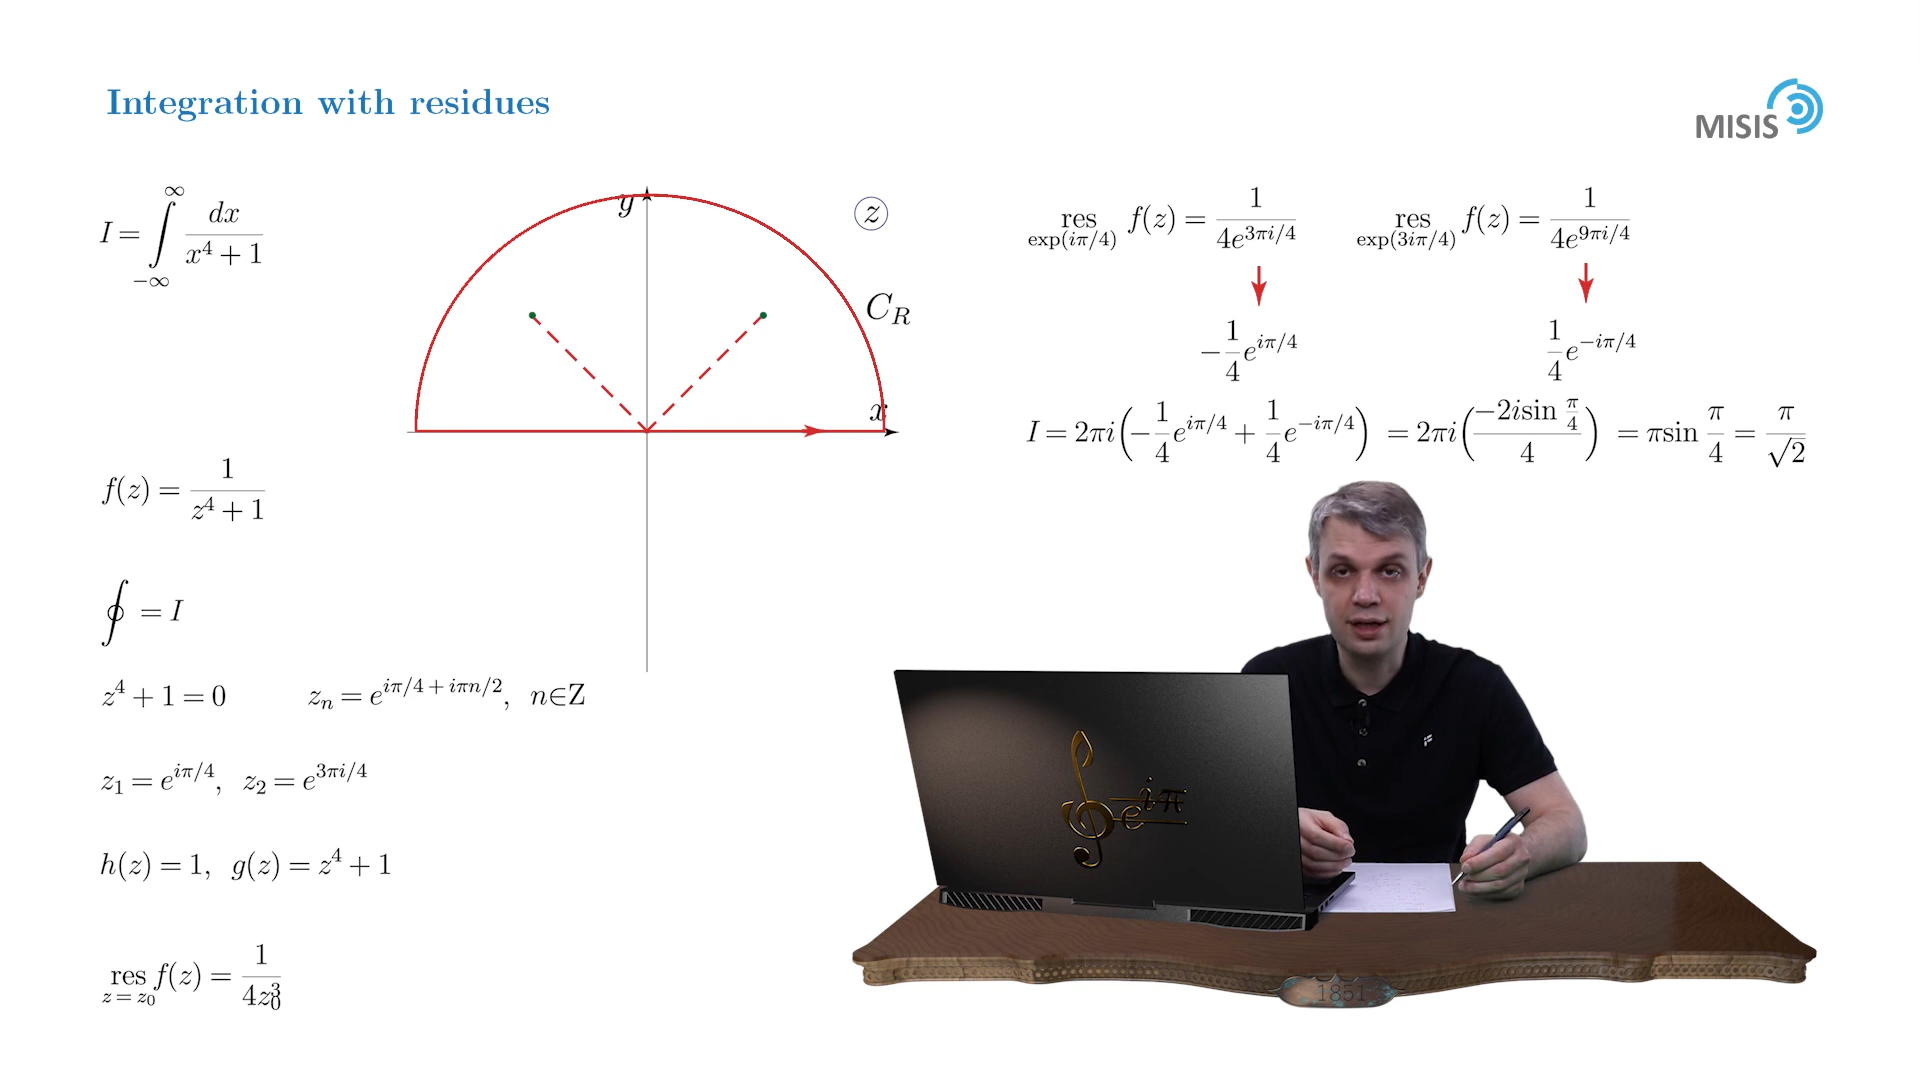 Integration with residues
MISIS
I = ∫_{-∞}^{∞} dx/(x⁴ + 1)
y
z
C_R
x
f(z) = 1/(z⁴ + 1)
∮ = I
z⁴ + 1 = 0 z_n = e^{iπ/4 + iπn/2}, n∈Z
z₁ = e^{iπ/4}, z₂ = e^{3πi/4}
h(z) = 1, g(z) = z⁴ + 1
res_{z = z₀} f(z) = 1/(4z₀³)
res_{exp(iπ/4)} f(z) = 1/(4e^{3πi/4}) res_{exp(3iπ/4)} f(z) = 1/(4e^{9πi/4})
-1/4 e^{iπ/4} 1/4 e^{-iπ/4}
I = 2πi(-1/4 e^{iπ/4} + 1/4 e^{-iπ/4}) = 2πi((-2i sin π/4)/4) = π sin π/4 = π/√2
e^{iπ}
1851